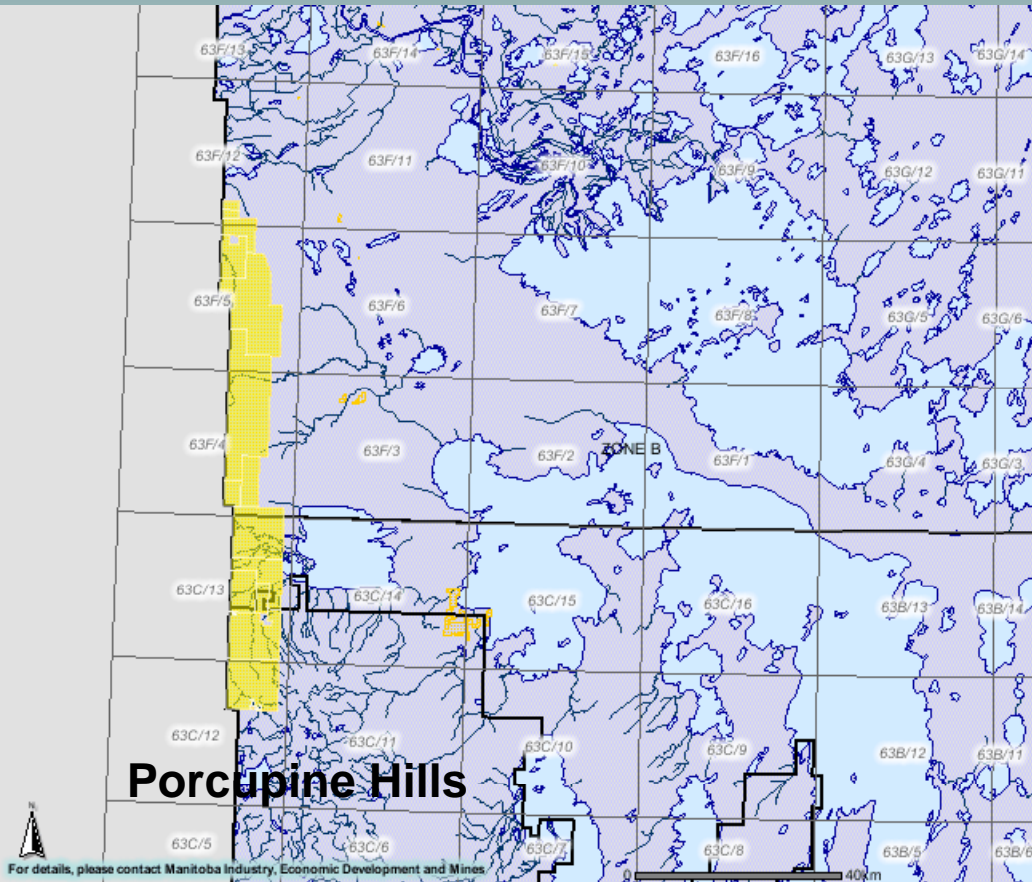 63F/13 63F/14 63F/15 63F/16 63G/13 63G/14
63F/12 63F/11 63F/10 63F/9 63G/12 63G/11
63F/5 63F/6 63F/7 63F/8 63G/5 63G/6
63F/4 63F/3 63F/2 ZONE B 63F/1 63G/4 63G/3
63C/13 63C/14 63C/15 63C/16 63B/13 63B/14
63C/12 63C/11 63C/10 63C/9 63B/12 63B/11
Porcupine Hills
N
63C/5 63C/6 63C/7 63C/8 63B/5 63B/6
For details, please contact Manitoba Industry, Economic Development and Mines
0 40km